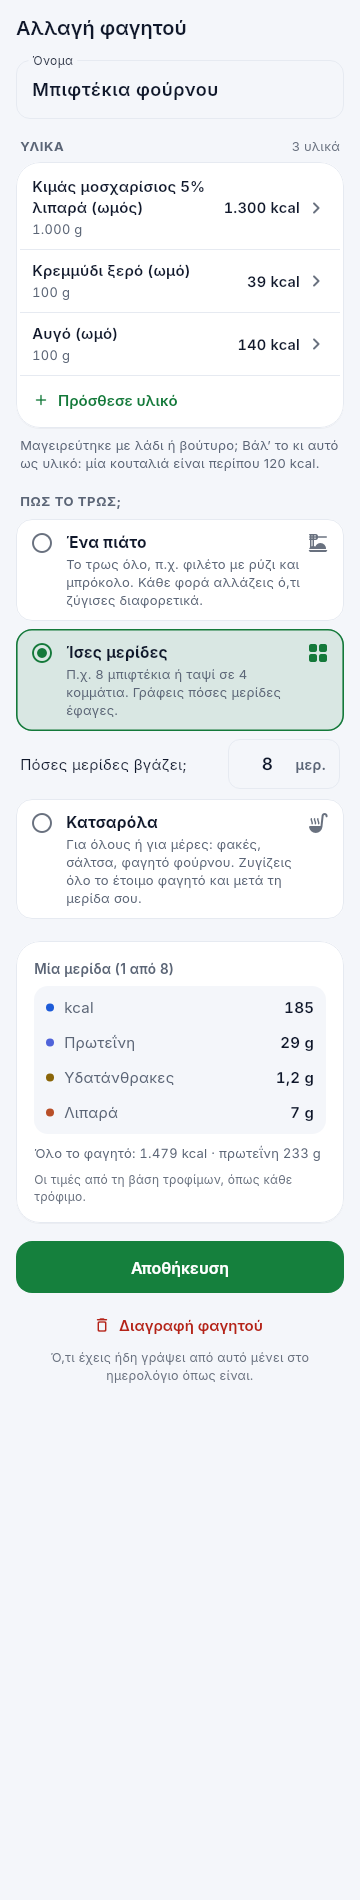 Αλλαγή φαγητού
Όνομα
Μπιφτέκια φούρνου
ΥΛΙΚΑ
3 υλικά
Κιμάς μοσχαρίσιος 5%
λιπαρά (ωμός)
1.300 kcal
1.000 g
Κρεμμύδι ξερό (ωμό)
39 kcal
100 g
Αυγό (ωμό)
140 kcal
100 g
+ Πρόσθεσε υλικό
Μαγειρεύτηκε με λάδι ή βούτυρο; Βάλ’ το κι αυτό
ως υλικό: μία κουταλιά είναι περίπου 120 kcal.
ΠΩΣ ΤΟ ΤΡΩΣ;
Ένα πιάτο
Το τρως όλο, π.χ. φιλέτο με ρύζι και
μπρόκολο. Κάθε φορά αλλάζεις ό,τι
ζύγισες διαφορετικά.
Ίσες μερίδες
Π.χ. 8 μπιφτέκια ή ταψί σε 4
κομμάτια. Γράφεις πόσες μερίδες
έφαγες.
Πόσες μερίδες βγάζει;
8 μερ.
Κατσαρόλα
Για όλους ή για μέρες: φακές,
σάλτσα, φαγητό φούρνου. Ζυγίζεις
όλο το έτοιμο φαγητό και μετά τη
μερίδα σου.
Μία μερίδα (1 από 8)
kcal 185
Πρωτεΐνη 29 g
Υδατάνθρακες 1,2 g
Λιπαρά 7 g
Όλο το φαγητό: 1.479 kcal · πρωτεΐνη 233 g
Οι τιμές από τη βάση τροφίμων, όπως κάθε
τρόφιμο.
Αποθήκευση
Διαγραφή φαγητού
Ό,τι έχεις ήδη γράψει από αυτό μένει στο
ημερολόγιο όπως είναι.